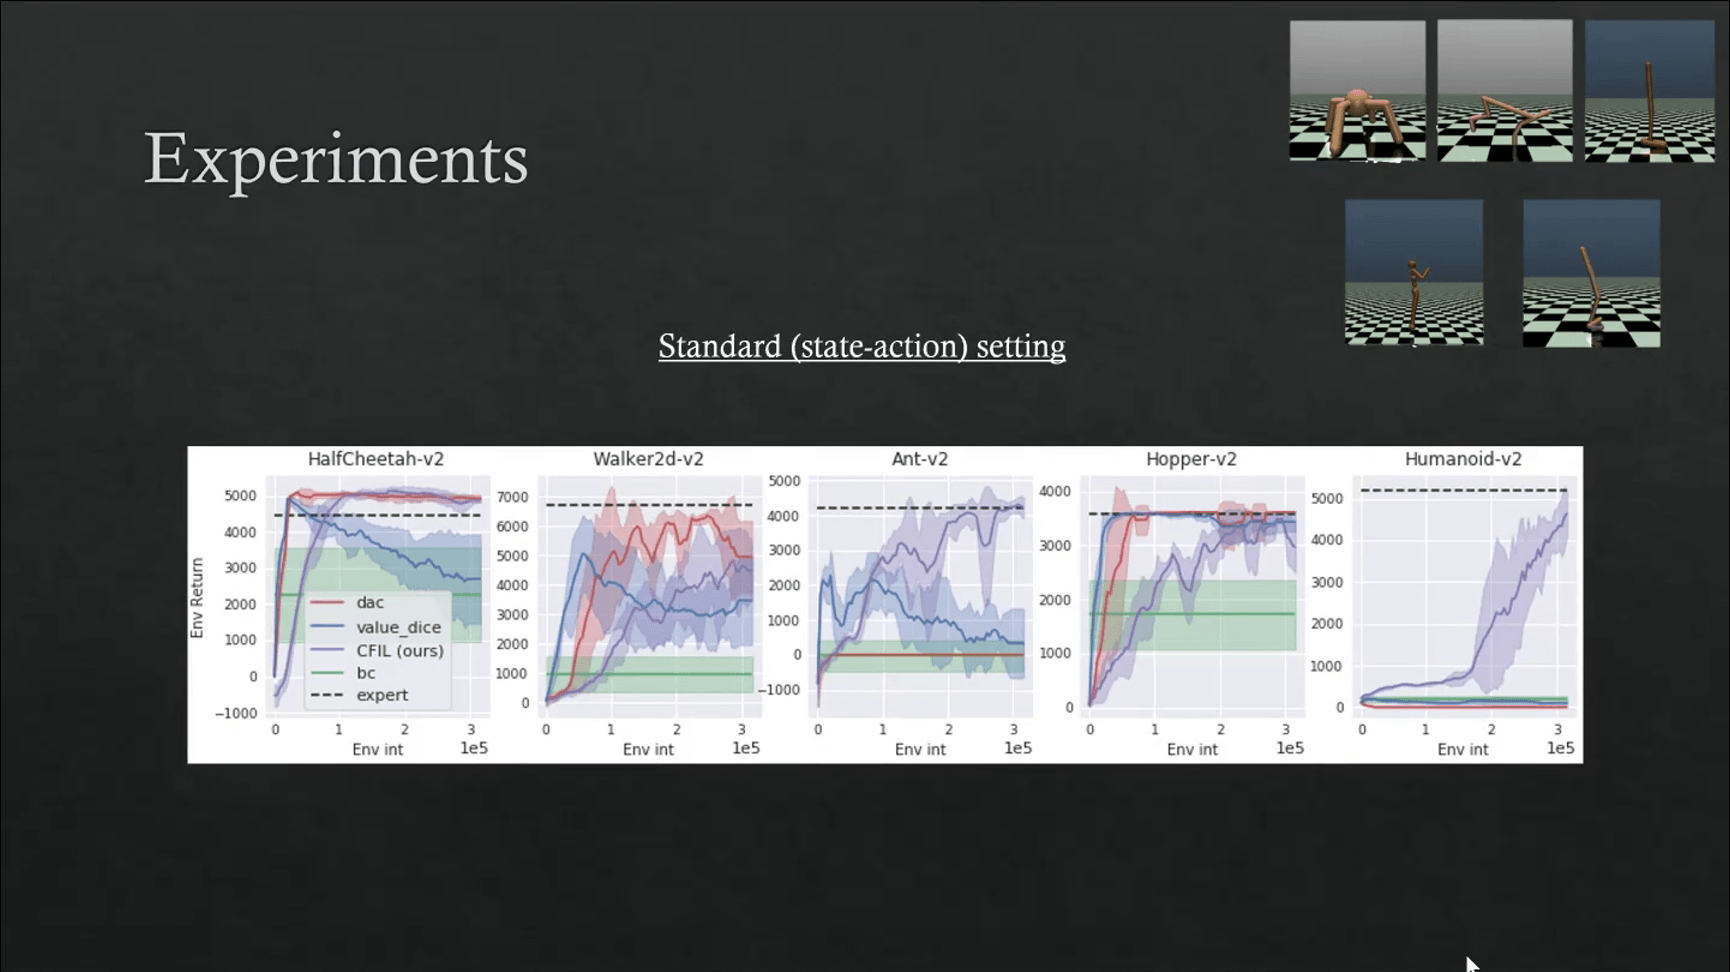 Experiments
Standard (state-action) setting
HalfCheetah-v2
Env Return
5000
4000
3000
2000
1000
0
−1000
dac
value_dice
CFIL (ours)
bc
expert
0 1 2 3
Env int 1e5
Walker2d-v2
7000
6000
5000
4000
3000
2000
1000
0
0 1 2 3
Env int 1e5
Ant-v2
5000
4000
3000
2000
1000
0
−1000
0 1 2 3
Env int 1e5
Hopper-v2
4000
3000
2000
1000
0
0 1 2 3
Env int 1e5
Humanoid-v2
5000
4000
3000
2000
1000
0
0 1 2 3
Env int 1e5